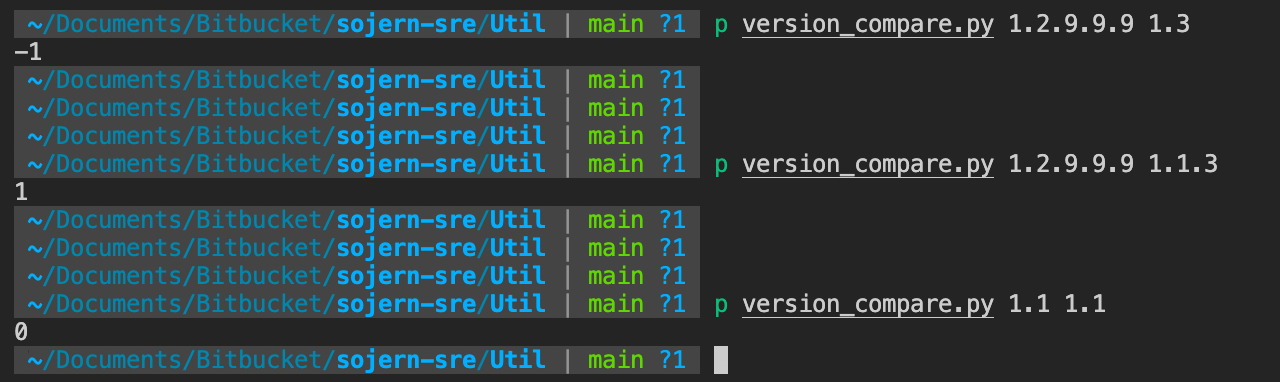 ~/Documents/Bitbucket/sojern-sre/Util | main ?1 p version_compare.py 1.2.9.9.9 1.3
-1
~/Documents/Bitbucket/sojern-sre/Util | main ?1
~/Documents/Bitbucket/sojern-sre/Util | main ?1
~/Documents/Bitbucket/sojern-sre/Util | main ?1
~/Documents/Bitbucket/sojern-sre/Util | main ?1 p version_compare.py 1.2.9.9.9 1.1.3
1
~/Documents/Bitbucket/sojern-sre/Util | main ?1
~/Documents/Bitbucket/sojern-sre/Util | main ?1
~/Documents/Bitbucket/sojern-sre/Util | main ?1
~/Documents/Bitbucket/sojern-sre/Util | main ?1 p version_compare.py 1.1 1.1
0
~/Documents/Bitbucket/sojern-sre/Util | main ?1